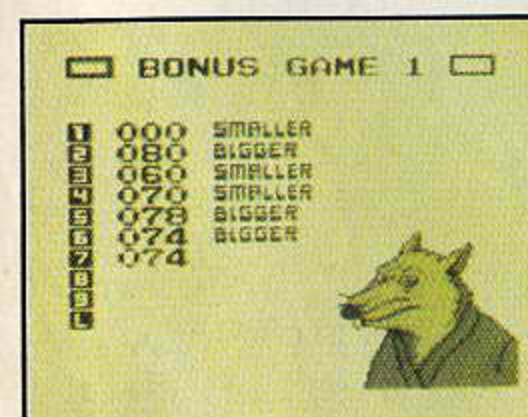 BONUS GAME 1
1 000 SMALLER
2 080 BIGGER
3 060 SMALLER
4 070 SMALLER
5 078 BIGGER
6 074 BIGGER
7 074
8
9
L